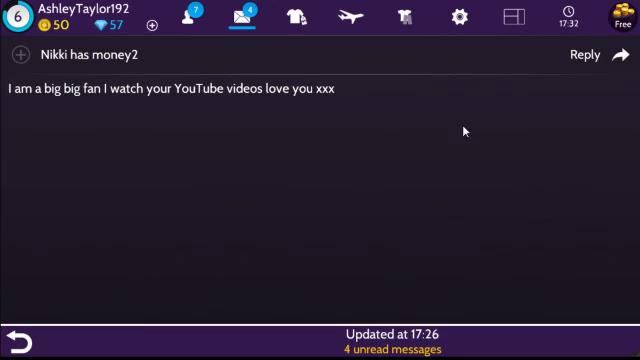 6
AshleyTaylor192
50 57
7
4
17:32
Free
Nikki has money2
Reply
I am a big big fan I watch your YouTube videos love you xxx
Updated at 17:26
4 unread messages